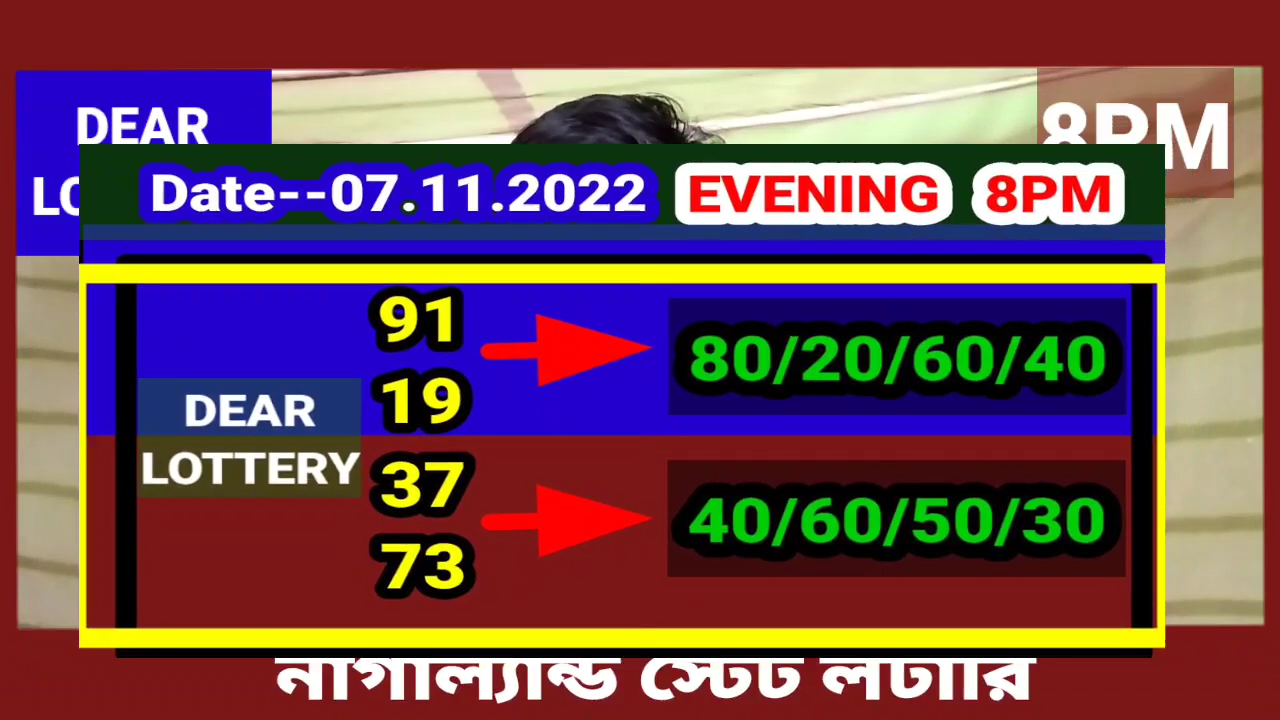 DEAR
8PM
Date--07.11.2022 EVENING 8PM
91
80/20/60/40
19
DEAR
LOTTERY
37
40/60/50/30
73
নাগাল্যান্ড স্টেট লটারি